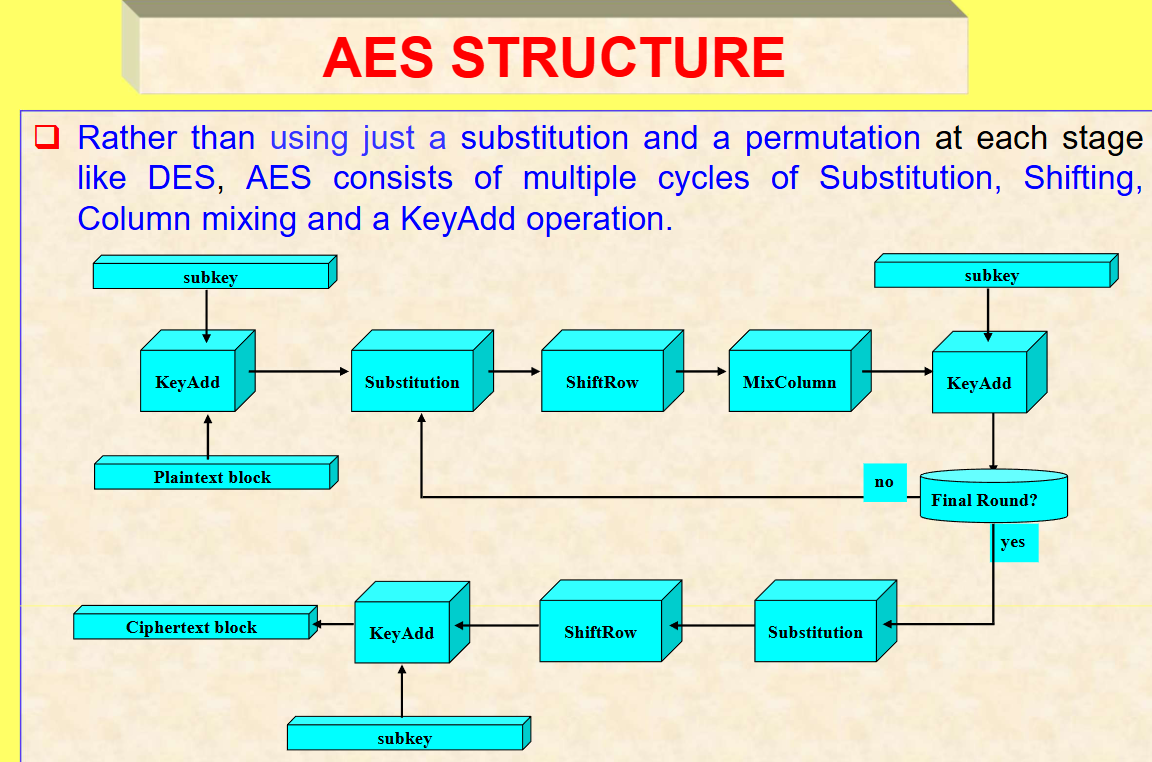 AES STRUCTURE
Rather than using just a substitution and a permutation at each stage
like DES, AES consists of multiple cycles of Substitution, Shifting,
Column mixing and a KeyAdd operation.
subkey
subkey
KeyAdd
Substitution
ShiftRow
MixColumn
KeyAdd
Plaintext block
no
Final Round?
yes
Ciphertext block
KeyAdd
ShiftRow
Substitution
subkey